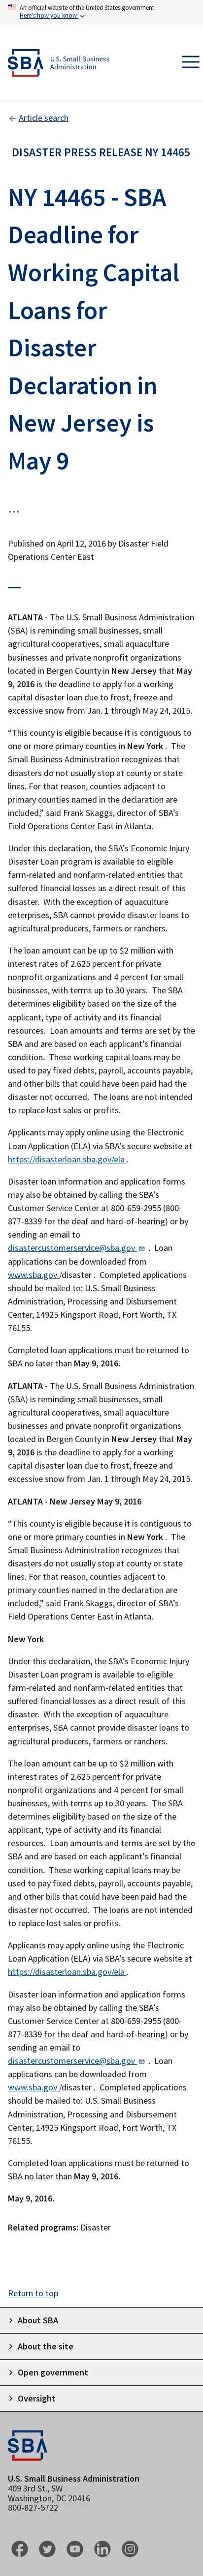 An official website of the United States government
Here's how you know
SBA U.S. Small Business
Administration
Article search
DISASTER PRESS RELEASE NY 14465
NY 14465 - SBA
Deadline for
Working Capital
Loans for
Disaster
Declaration in
New Jersey is
May 9
...
Published on April 12, 2016 by Disaster Field
Operations Center East
ATLANTA - The U.S. Small Business Administration
(SBA) is reminding small businesses, small
agricultural cooperatives, small aquaculture
businesses and private nonprofit organizations
located in Bergen County in New Jersey that May
9, 2016 is the deadline to apply for a working
capital disaster loan due to frost, freeze and
excessive snow from Jan. 1 through May 24, 2015.
“This county is eligible because it is contiguous to
one or more primary counties in New York .  The
Small Business Administration recognizes that
disasters do not usually stop at county or state
lines. For that reason, counties adjacent to
primary counties named in the declaration are
included,” said Frank Skaggs, director of SBA’s
Field Operations Center East in Atlanta.
Under this declaration, the SBA’s Economic Injury
Disaster Loan program is available to eligible
farm-related and nonfarm-related entities that
suffered financial losses as a direct result of this
disaster.  With the exception of aquaculture
enterprises, SBA cannot provide disaster loans to
agricultural producers, farmers or ranchers.
The loan amount can be up to $2 million with
interest rates of 2.625 percent for private
nonprofit organizations and 4 percent for small
businesses, with terms up to 30 years.  The SBA
determines eligibility based on the size of the
applicant, type of activity and its financial
resources.  Loan amounts and terms are set by the
SBA and are based on each applicant’s financial
condition.  These working capital loans may be
used to pay fixed debts, payroll, accounts payable,
and other bills that could have been paid had the
disaster not occurred.  The loans are not intended
to replace lost sales or profits.
Applicants may apply online using the Electronic
Loan Application (ELA) via SBA’s secure website at
https://disasterloan.sba.gov/ela .
Disaster loan information and application forms
may also be obtained by calling the SBA’s
Customer Service Center at 800-659-2955 (800-
877-8339 for the deaf and hard-of-hearing) or by
sending an email to
disastercustomerservice@sba.gov .  Loan
applications can be downloaded from
www.sba.gov /disaster .  Completed applications
should be mailed to: U.S. Small Business
Administration, Processing and Disbursement
Center, 14925 Kingsport Road, Fort Worth, TX
76155.
Completed loan applications must be returned to
SBA no later than May 9, 2016.
ATLANTA - The U.S. Small Business Administration
(SBA) is reminding small businesses, small
agricultural cooperatives, small aquaculture
businesses and private nonprofit organizations
located in Bergen County in New Jersey that May
9, 2016 is the deadline to apply for a working
capital disaster loan due to frost, freeze and
excessive snow from Jan. 1 through May 24, 2015.
ATLANTA - New Jersey May 9, 2016
“This county is eligible because it is contiguous to
one or more primary counties in New York .  The
Small Business Administration recognizes that
disasters do not usually stop at county or state
lines. For that reason, counties adjacent to
primary counties named in the declaration are
included,” said Frank Skaggs, director of SBA’s
Field Operations Center East in Atlanta.
New York
Under this declaration, the SBA’s Economic Injury
Disaster Loan program is available to eligible
farm-related and nonfarm-related entities that
suffered financial losses as a direct result of this
disaster.  With the exception of aquaculture
enterprises, SBA cannot provide disaster loans to
agricultural producers, farmers or ranchers.
The loan amount can be up to $2 million with
interest rates of 2.625 percent for private
nonprofit organizations and 4 percent for small
businesses, with terms up to 30 years.  The SBA
determines eligibility based on the size of the
applicant, type of activity and its financial
resources.  Loan amounts and terms are set by the
SBA and are based on each applicant’s financial
condition.  These working capital loans may be
used to pay fixed debts, payroll, accounts payable,
and other bills that could have been paid had the
disaster not occurred.  The loans are not intended
to replace lost sales or profits.
Applicants may apply online using the Electronic
Loan Application (ELA) via SBA’s secure website at
https://disasterloan.sba.gov/ela .
Disaster loan information and application forms
may also be obtained by calling the SBA’s
Customer Service Center at 800-659-2955 (800-
877-8339 for the deaf and hard-of-hearing) or by
sending an email to
disastercustomerservice@sba.gov .  Loan
applications can be downloaded from
www.sba.gov /disaster .  Completed applications
should be mailed to: U.S. Small Business
Administration, Processing and Disbursement
Center, 14925 Kingsport Road, Fort Worth, TX
76155.
Completed loan applications must be returned to
SBA no later than May 9, 2016.
May 9, 2016.
Related programs: Disaster
Return to top
About SBA
About the site
Open government
Oversight
SBA
U.S. Small Business Administration
409 3rd St., SW
Washington, DC 20416
800-827-5722